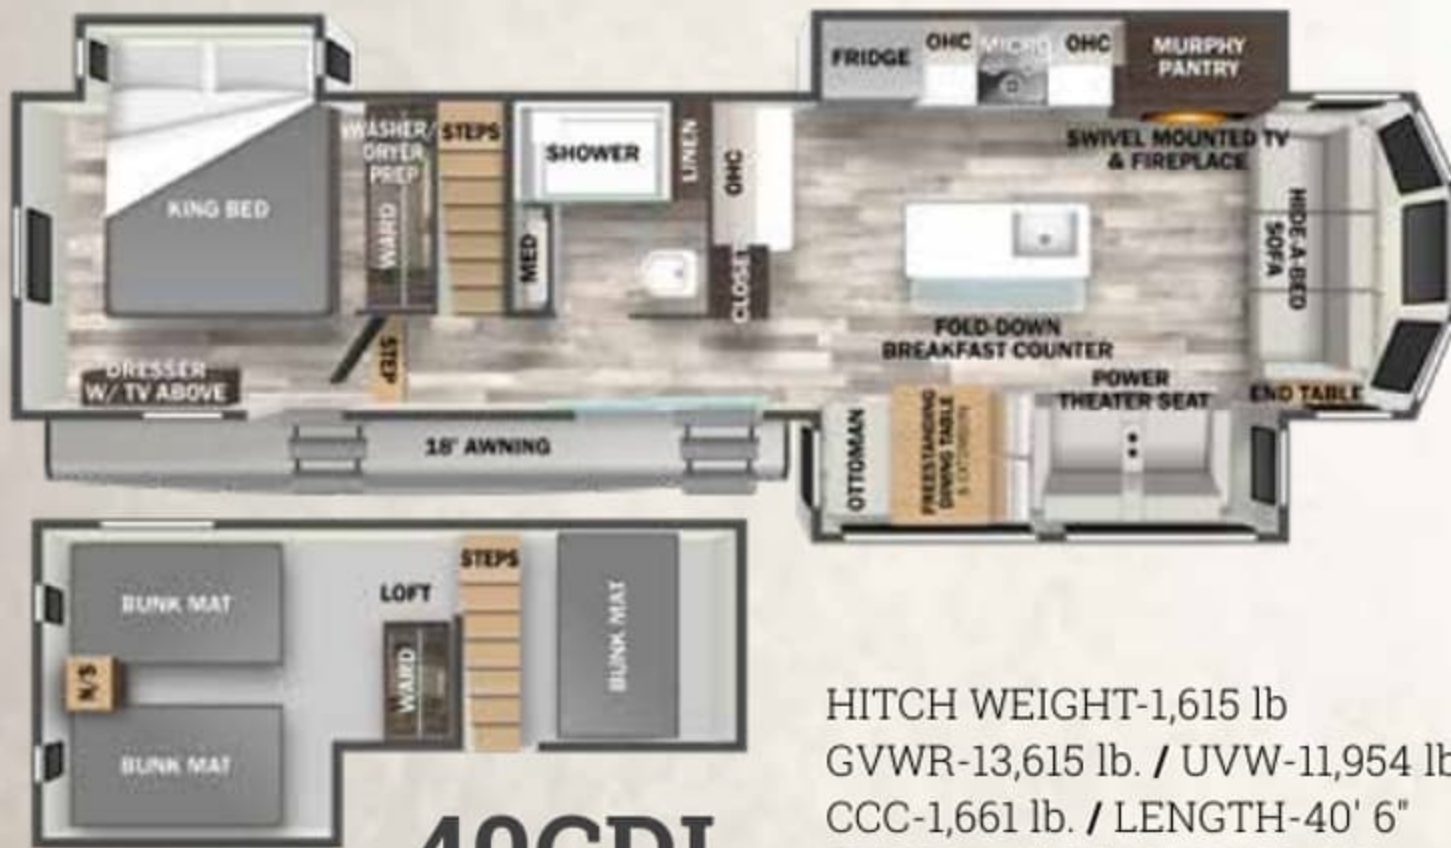 FRIDGE
OHC
MICRO
OHC
MURPHY
PANTRY
SWIVEL MOUNTED TV
& FIREPLACE
WASHER/
DRYER
PREP
STEPS
SHOWER
LINEN
OHC
KING BED
WARD
MED
CLOSET
HIDE-A-BED
SOFA
STEP
FOLD-DOWN
BREAKFAST COUNTER
DRESSER
W/ TV ABOVE
POWER
THEATER SEAT
END TABLE
18' AWNING
OTTOMAN
FREESTANDING
DINING TABLE
STEPS
BUNK MAT
LOFT
BUNK MAT
N/S
WARD
BUNK MAT
HITCH WEIGHT-1,615 lb
GVWR-13,615 lb. / UVW-11,954 lb
CCC-1,661 lb. / LENGTH-40' 6"